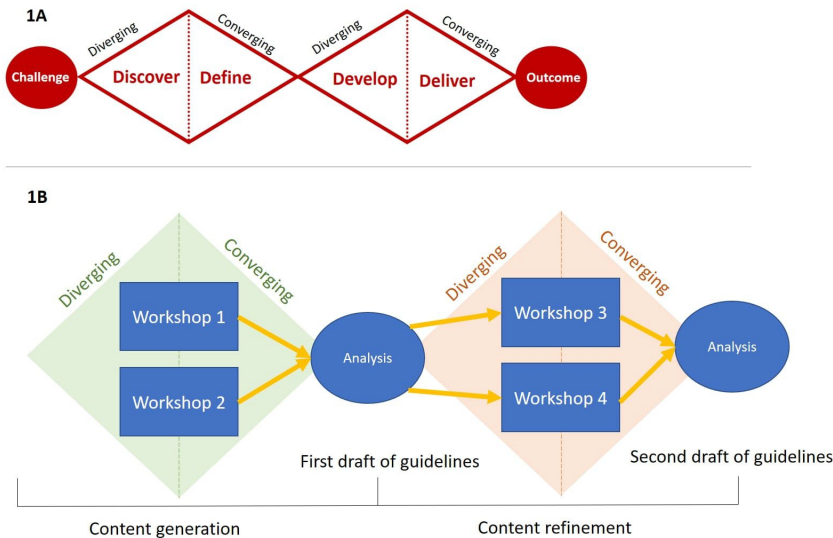 1A
Diverging
Converging
Diverging
Converging
Challenge
Discover
Define
Develop
Deliver
Outcome
1B
Diverging
Converging
Diverging
Converging
Workshop 1
Workshop 3
Analysis
Analysis
Workshop 2
Workshop 4
First draft of guidelines
Second draft of guidelines
Content generation
Content refinement